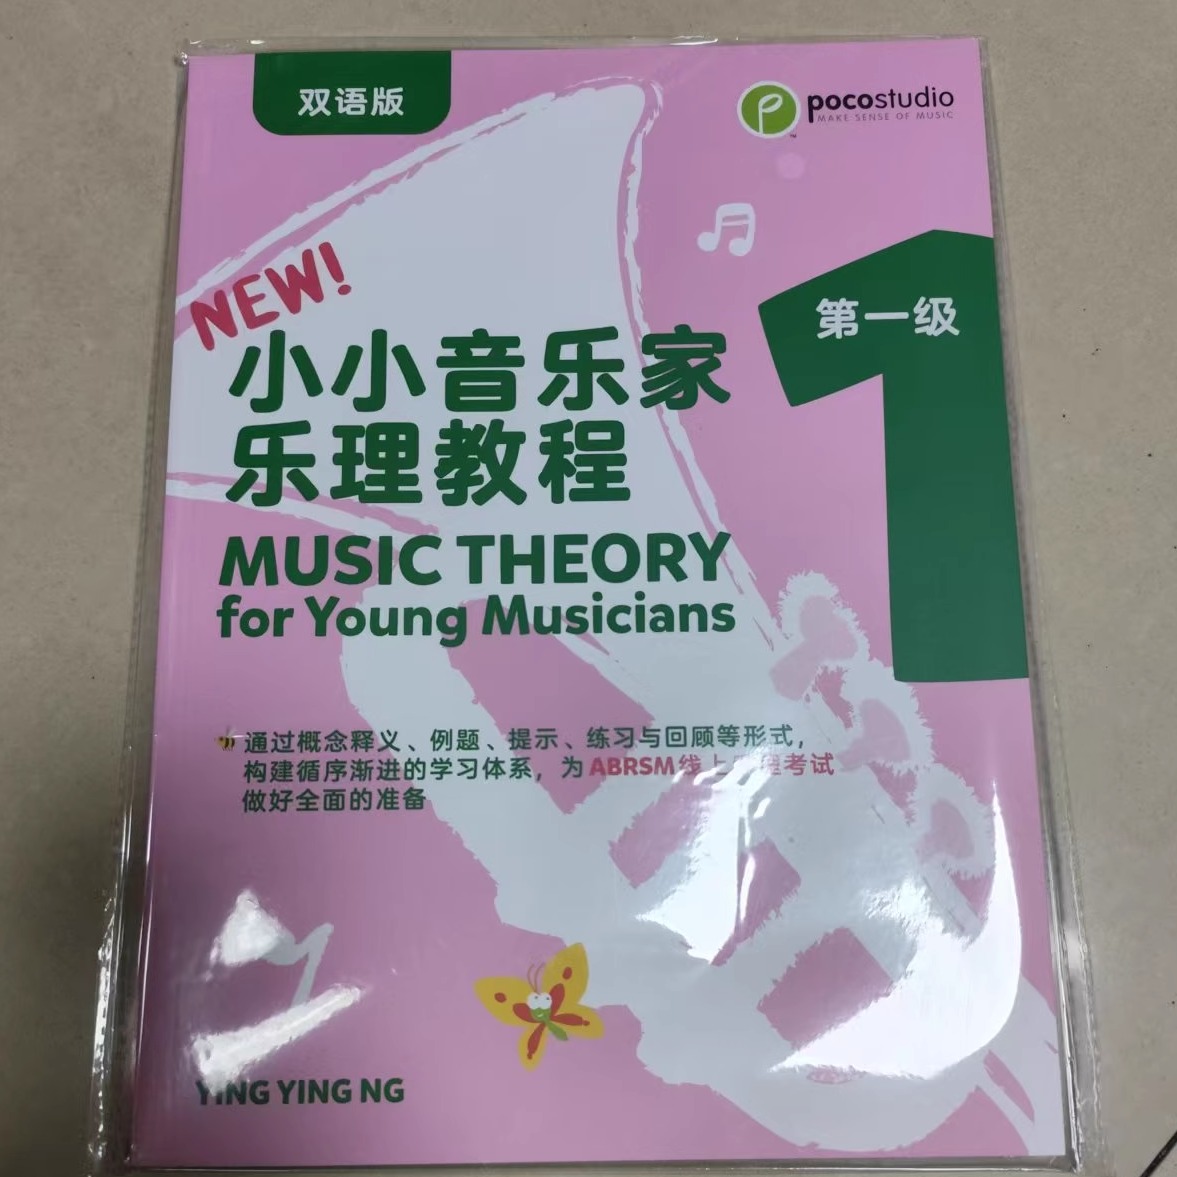 双语版
pocostudio
MAKE SENSE OF MUSIC
NEW!
第一级
1
小小音乐家
乐理教程
MUSIC THEORY
for Young Musicians
通过概念释义、例题、提示、练习与回顾等形式，
构建循序渐进的学习体系，为ABRSM线上乐理考试
做好全面的准备
YING YING NG